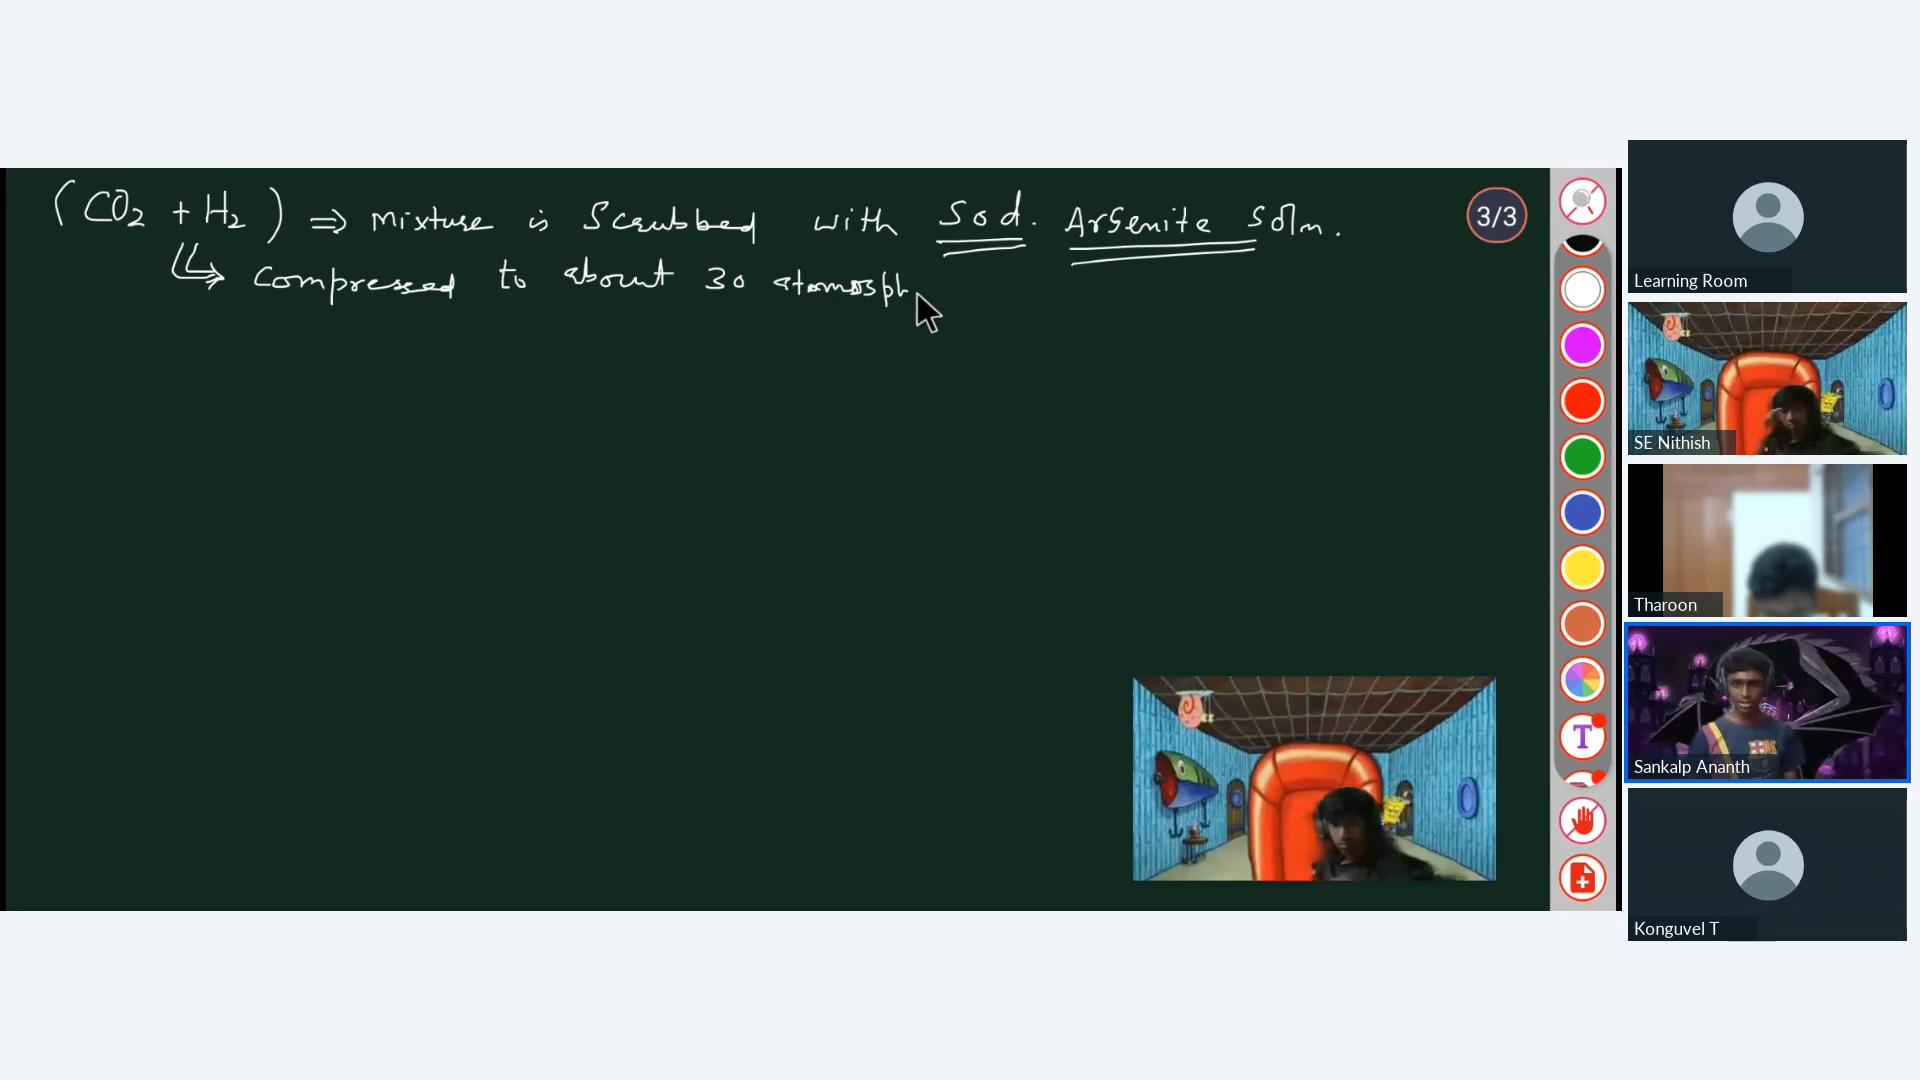 (CO2 + H2) ⇒ mixture is Scrubbed with Sod. Arsenite Soln.
Compressed to about 30 atomosph
3/3
T
Learning Room
SE Nithish
Tharoon
Sankalp Ananth
Konguvel T